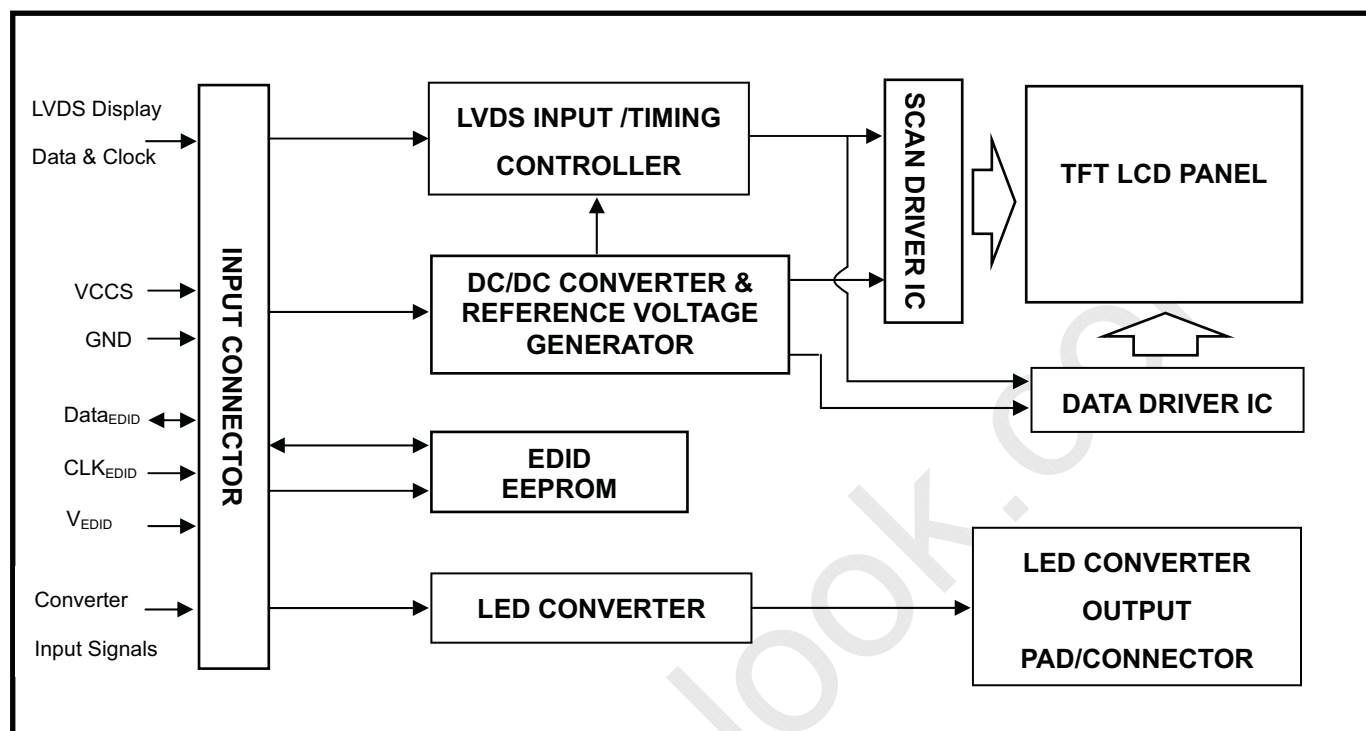 LVDS Display
Data & Clock
VCCS
GND
DataEDID
CLKEDID
VEDID
Converter
Input Signals
INPUT CONNECTOR
LVDS INPUT /TIMING
CONTROLLER
DC/DC CONVERTER &
REFERENCE VOLTAGE
GENERATOR
EDID
EEPROM
LED CONVERTER
SCAN DRIVER IC
TFT LCD PANEL
DATA DRIVER IC
LED CONVERTER
OUTPUT
PAD/CONNECTOR
look.c